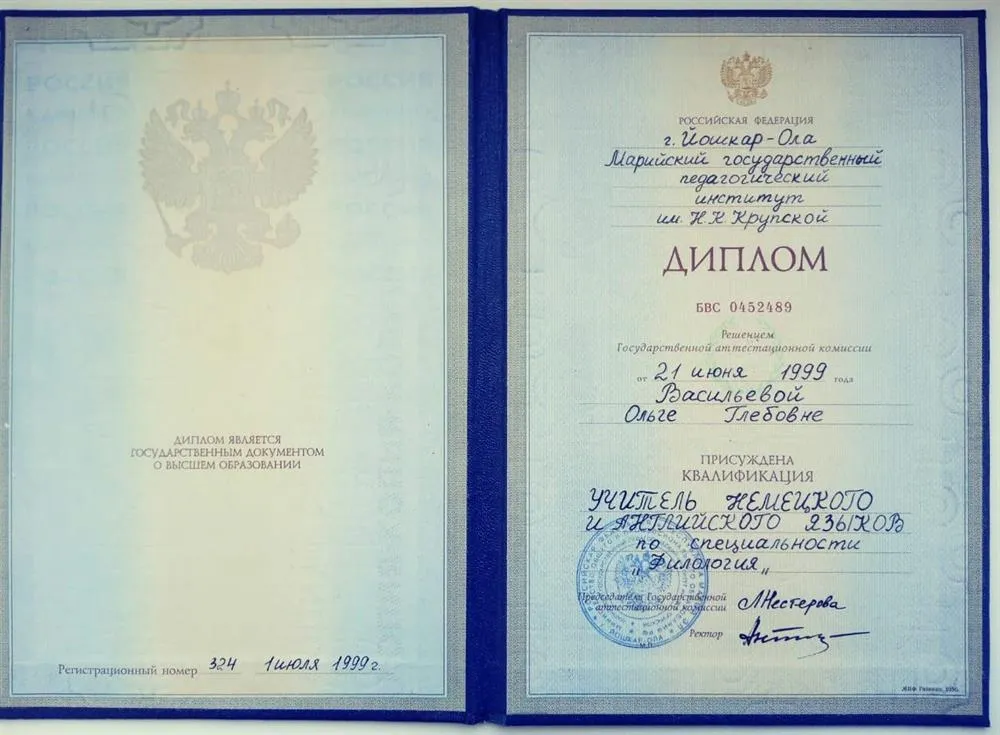 ДИПЛОМ ЯВЛЯЕТСЯ
ГОСУДАРСТВЕННЫМ ДОКУМЕНТОМ
О ВЫСШЕМ ОБРАЗОВАНИИ
Регистрационный номер 324 1 июля 1999 г.
РОССИЙСКАЯ ФЕДЕРАЦИЯ
г. Йошкар-Ола
Марийский государственный
педагогический
институт
им. Н.К. Крупской
ДИПЛОМ
БВС 0452489
Решением
Государственной аттестационной комиссии
от 21 июня 1999 года
Васильевой
Ольге Глебовне
ПРИСУЖДЕНА
КВАЛИФИКАЦИЯ
УЧИТЕЛЬ НЕМЕЦКОГО
И АНГЛИЙСКОГО ЯЗЫКОВ
по специальности
„Филология„
Председатель Государственной
аттестационной комиссии Л Нестерова
Ректор